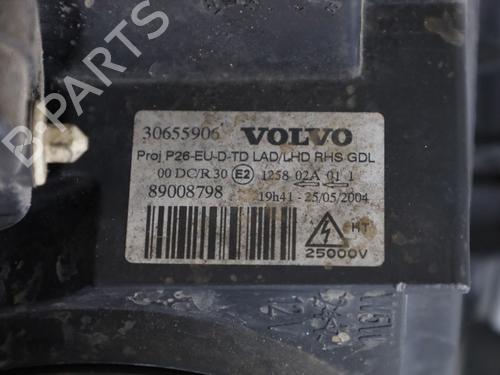 B-PARTS
30655906 VOLVO
Proj P26-EU-D-TD LAD/LHD RHS GDL
00 DC/R 30 E2 1258 02A 01 1
89008798 19h41 - 25/05/2004
HT
25000V